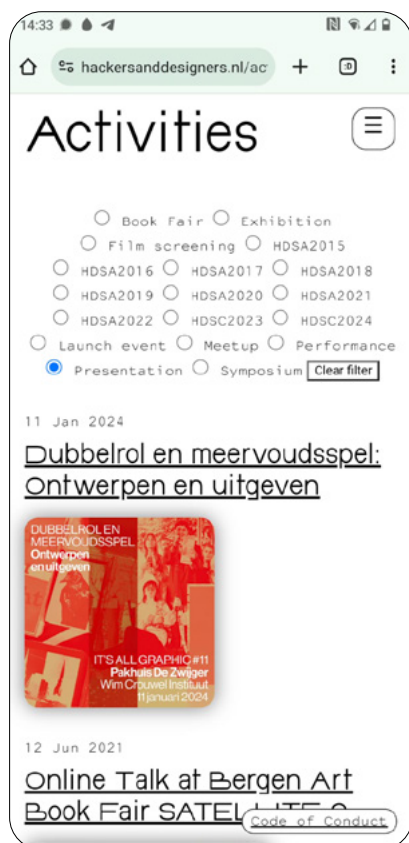 14:33
hackersanddesigners.nl/ac
Activities
Book Fair Exhibition
Film screening HDSA2015
HDSA2016 HDSA2017 HDSA2018
HDSA2019 HDSA2020 HDSA2021
HDSA2022 HDSC2023 HDSC2024
Launch event Meetup Performance
Presentation Symposium Clear filter
11 Jan 2024
Dubbelrol en meervoudsspel:
Ontwerpen en uitgeven
DUBBELROL EN
MEERVOUDSSPEL
Ontwerpen
en uitgeven
IT'S ALL GRAPHIC #11
Pakhuis De Zwijger
Wim Crouwel Instituut
11 januari 2024
12 Jun 2021
Online Talk at Bergen Art
Book Fair
Code of Conduct